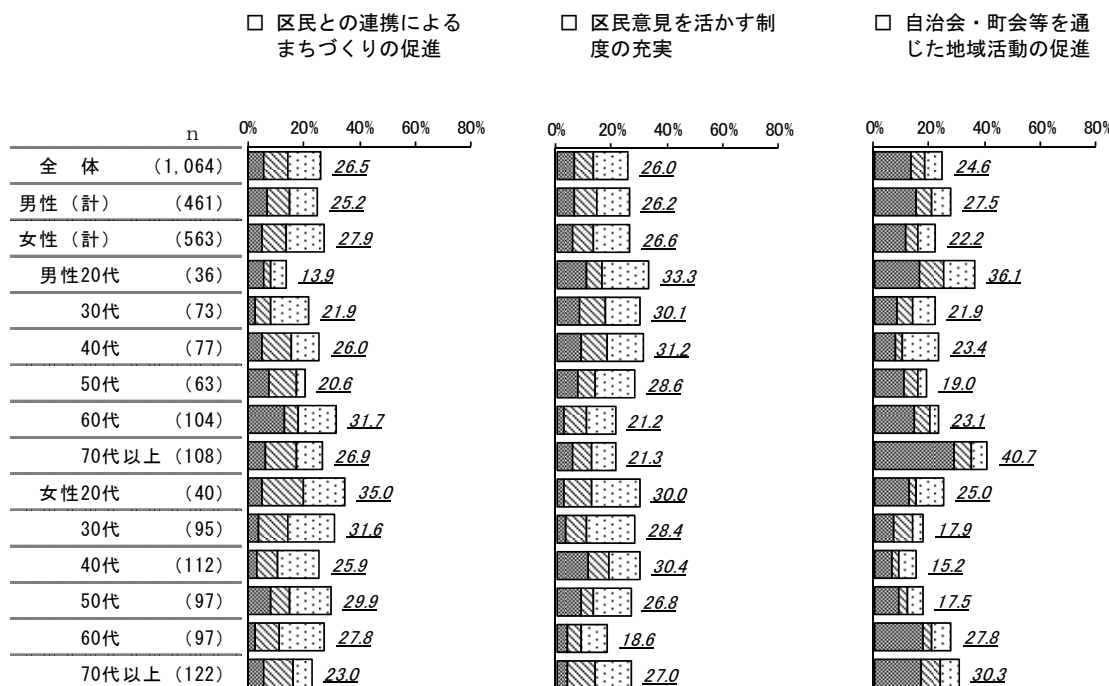 □ 区民との連携による
まちづくりの促進
□ 区民意見を活かす制
度の充実
□ 自治会・町会等を通
じた地域活動の促進
n 0% 20% 40% 60% 80% 0% 20% 40% 60% 80% 0% 20% 40% 60% 80%
全 体 (1,064) 26.5 26.0 24.6
男性（計） (461) 25.2 26.2 27.5
女性（計） (563) 27.9 26.6 22.2
男性20代 (36) 13.9 33.3 36.1
30代 (73) 21.9 30.1 21.9
40代 (77) 26.0 31.2 23.4
50代 (63) 20.6 28.6 19.0
60代 (104) 31.7 21.2 23.1
70代以上 (108) 26.9 21.3 40.7
女性20代 (40) 35.0 30.0 25.0
30代 (95) 31.6 28.4 17.9
40代 (112) 25.9 30.4 15.2
50代 (97) 29.9 26.8 17.5
60代 (97) 27.8 18.6 27.8
70代以上 (122) 23.0 27.0 30.3